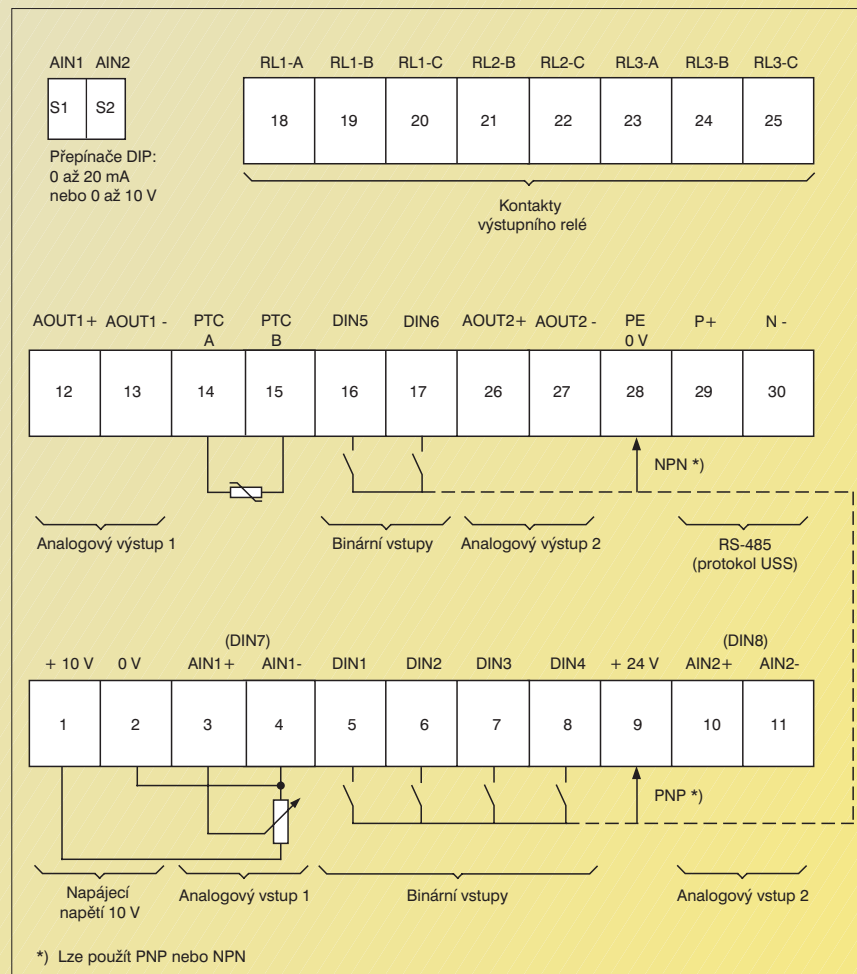 AIN1 AIN2
S1 S2
Přepínače DIP:
0 až 20 mA
nebo 0 až 10 V
RL1-A RL1-B RL1-C RL2-B RL2-C RL3-A RL3-B RL3-C
18 19 20 21 22 23 24 25
Kontakty
výstupního relé
AOUT1+ AOUT1 - PTC A PTC B DIN5 DIN6 AOUT2+ AOUT2 - PE 0 V P+ N -
12 13 14 15 16 17 26 27 28 29 30
NPN *)
Analogový výstup 1
Binární vstupy
Analogový výstup 2
RS-485
(protokol USS)
(DIN7) (DIN8)
+ 10 V 0 V AIN1+ AIN1- DIN1 DIN2 DIN3 DIN4 + 24 V AIN2+ AIN2-
1 2 3 4 5 6 7 8 9 10 11
PNP *)
Napájecí
napětí 10 V
Analogový vstup 1
Binární vstupy
Analogový vstup 2
*) Lze použít PNP nebo NPN